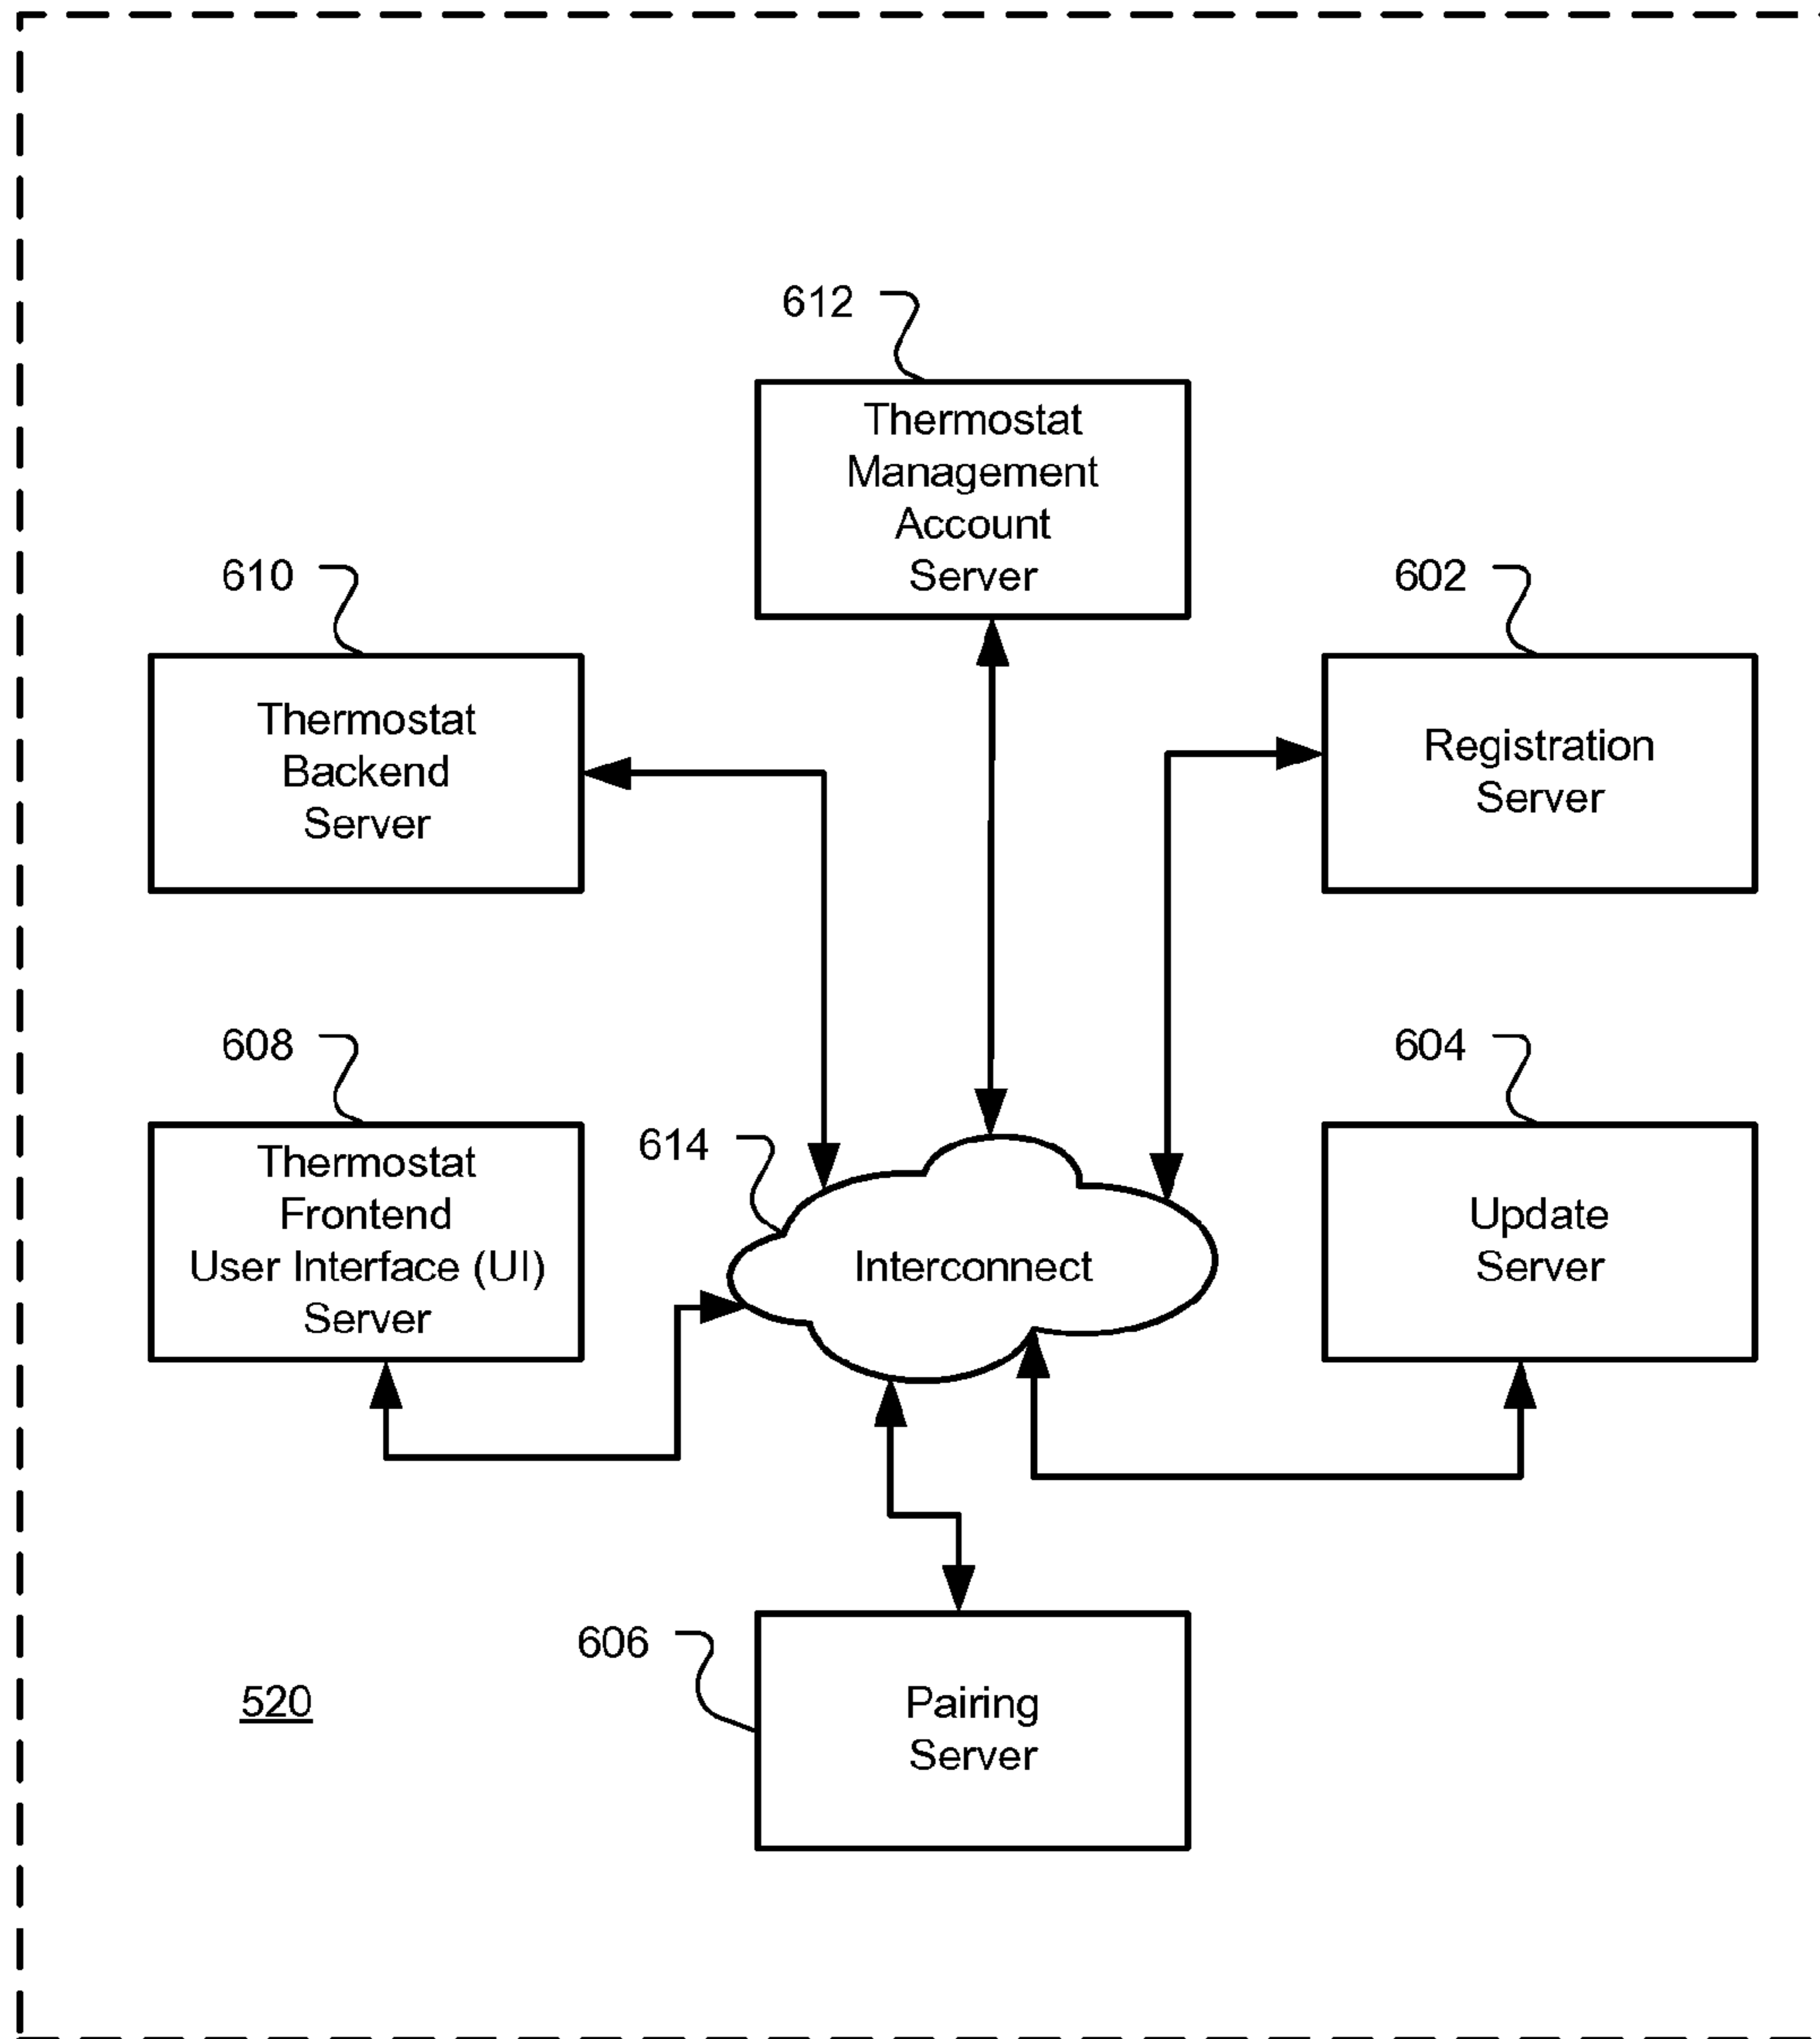 612
Thermostat
Management
Account
Server
610
Thermostat
Backend
Server
602
Registration
Server
608
Thermostat
Frontend
User Interface (UI)
Server
614
Interconnect
604
Update
Server
606
Pairing
Server
520